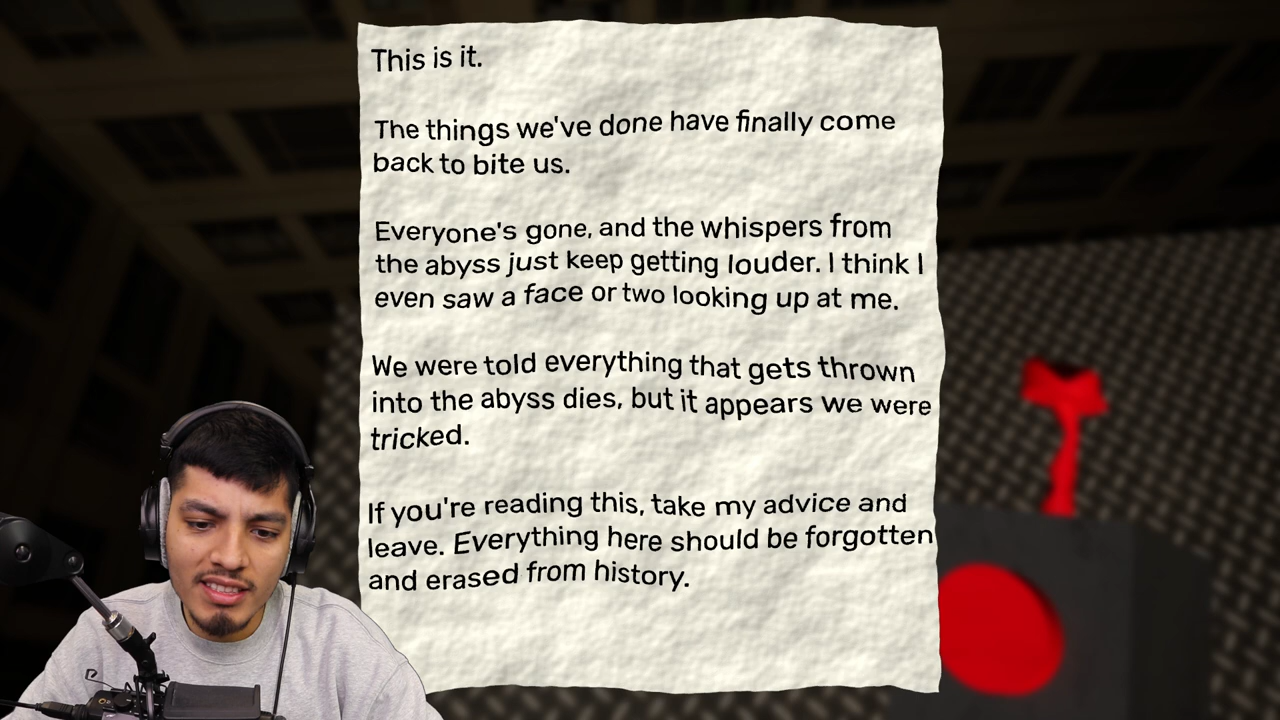 This is it.
The things we've done have finally come
back to bite us.
Everyone's gone, and the whispers from
the abyss just keep getting louder. I think I
even saw a face or two looking up at me.
We were told everything that gets thrown
into the abyss dies, but it appears we were
tricked.
If you're reading this, take my advice and
leave. Everything here should be forgotten
and erased from history.